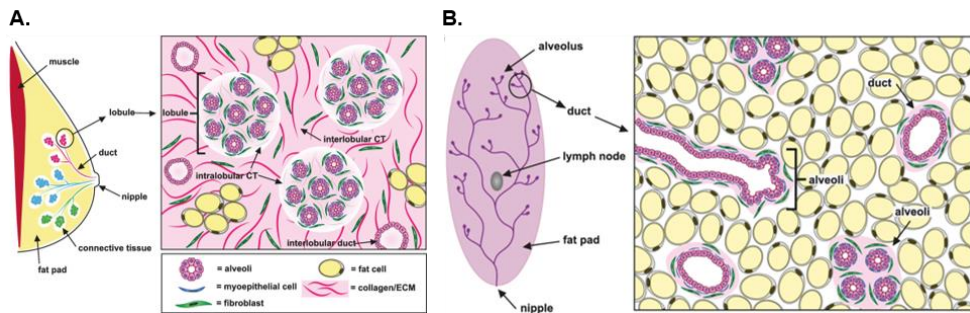 A.
muscle
lobule
duct
nipple
connective tissue
fat pad
lobule
interlobular CT
intralobular CT
interlobular duct
= alveoli
= fat cell
= myoepithelial cell
= collagen/ECM
= fibroblast
B.
alveolus
duct
lymph node
fat pad
nipple
duct
alveoli
alveoli